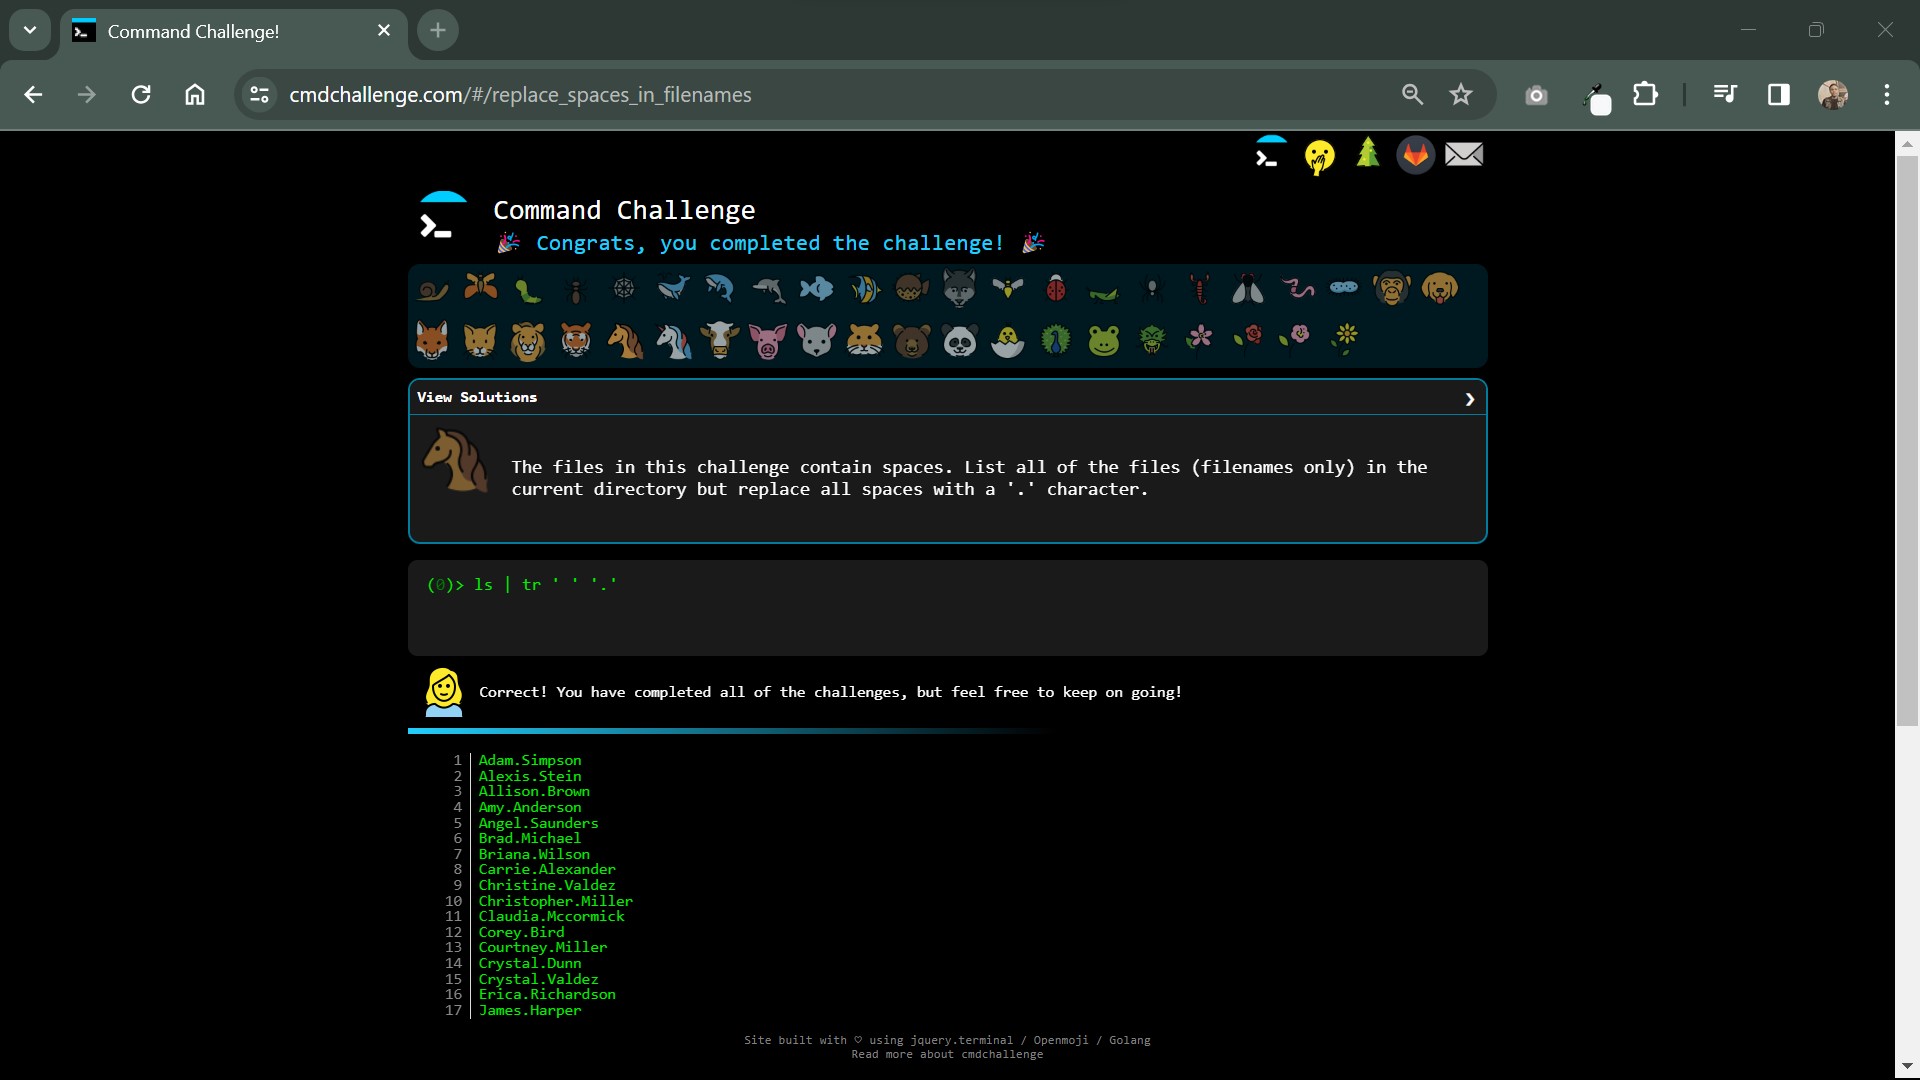 Command Challenge!
cmdchallenge.com/#/replace_spaces_in_filenames
Command Challenge
Congrats, you completed the challenge!
View Solutions
The files in this challenge contain spaces. List all of the files (filenames only) in the
current directory but replace all spaces with a '.' character.
(0)> ls | tr ' ' '.'
Correct! You have completed all of the challenges, but feel free to keep on going!
1 Adam.Simpson
2 Alexis.Stein
3 Allison.Brown
4 Amy.Anderson
5 Angel.Saunders
6 Brad.Michael
7 Briana.Wilson
8 Carrie.Alexander
9 Christine.Valdez
10 Christopher.Miller
11 Claudia.Mccormick
12 Corey.Bird
13 Courtney.Miller
14 Crystal.Dunn
15 Crystal.Valdez
16 Erica.Richardson
17 James.Harper
Site built with ♡ using jquery.terminal / Openmoji / Golang
Read more about cmdchallenge